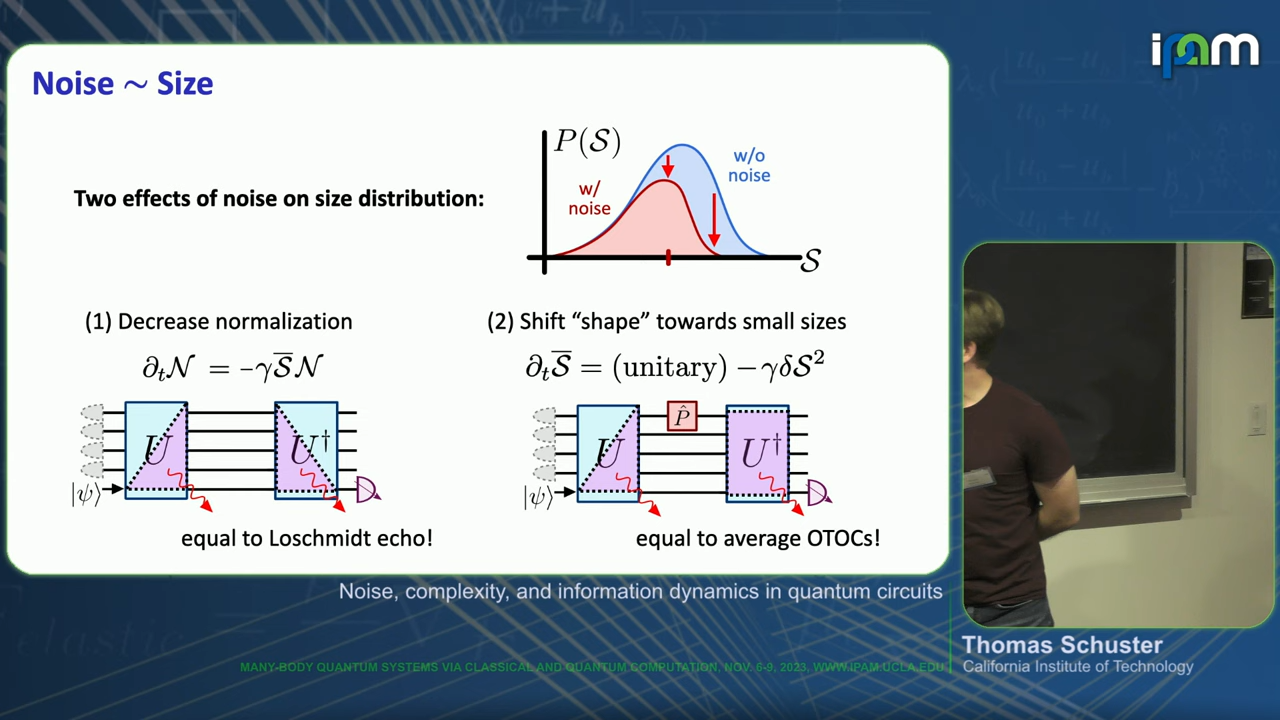 ipam
Noise ∼ Size
P(𝒮)
w/o
noise
w/
noise
Two effects of noise on size distribution:
𝒮
(1) Decrease normalization
(2) Shift “shape” towards small sizes
∂ₜ𝒩 = −γ𝒮̅𝒩
∂ₜ𝒮̅ = (unitary) −γδ𝒮²
U
U†
|ψ⟩
U
P̂
U†
|ψ⟩
equal to Loschmidt echo!
equal to average OTOCs!
Noise, complexity, and information dynamics in quantum circuits
Thomas Schuster
California Institute of Technology
MANY-BODY QUANTUM SYSTEMS VIA CLASSICAL AND QUANTUM COMPUTATION, NOV. 6-9, 2023, WWW.IPAM.UCLA.EDU
elastic